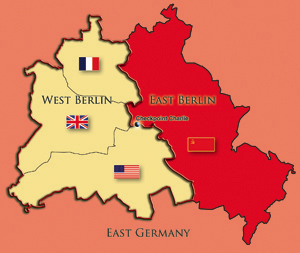 West Berlin
East Berlin
Checkpoint Charlie
East Germany